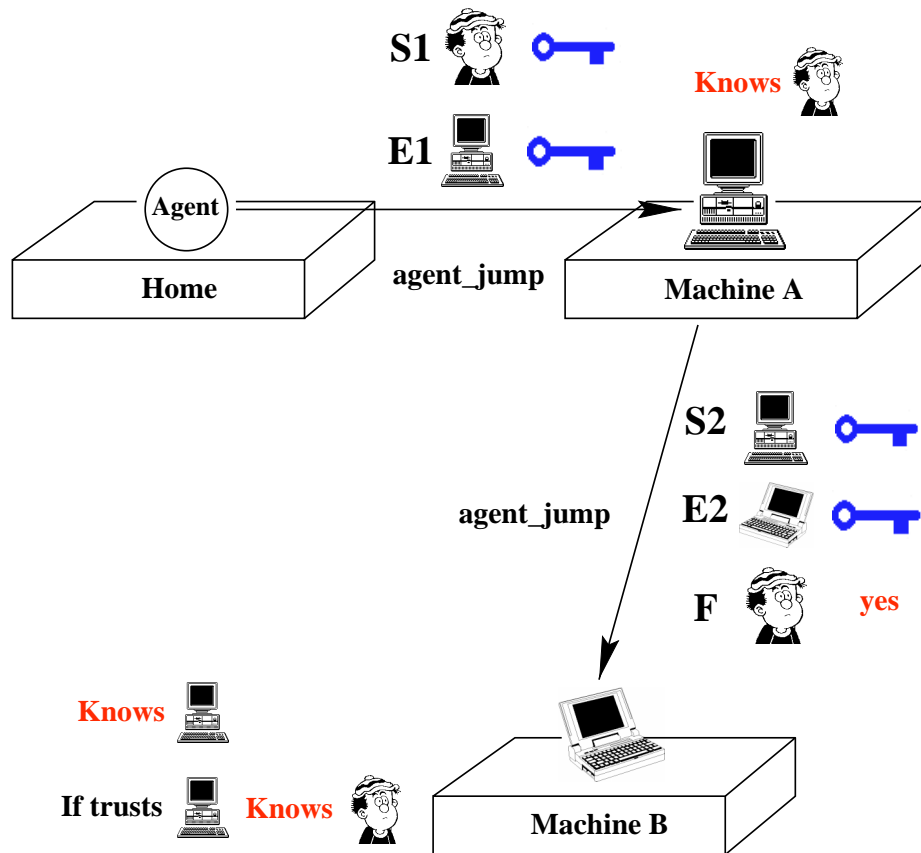 S1
Knows
E1
Agent
Home
agent_jump
Machine A
S2
E2
agent_jump
F
yes
Knows
If trusts
Knows
Machine B